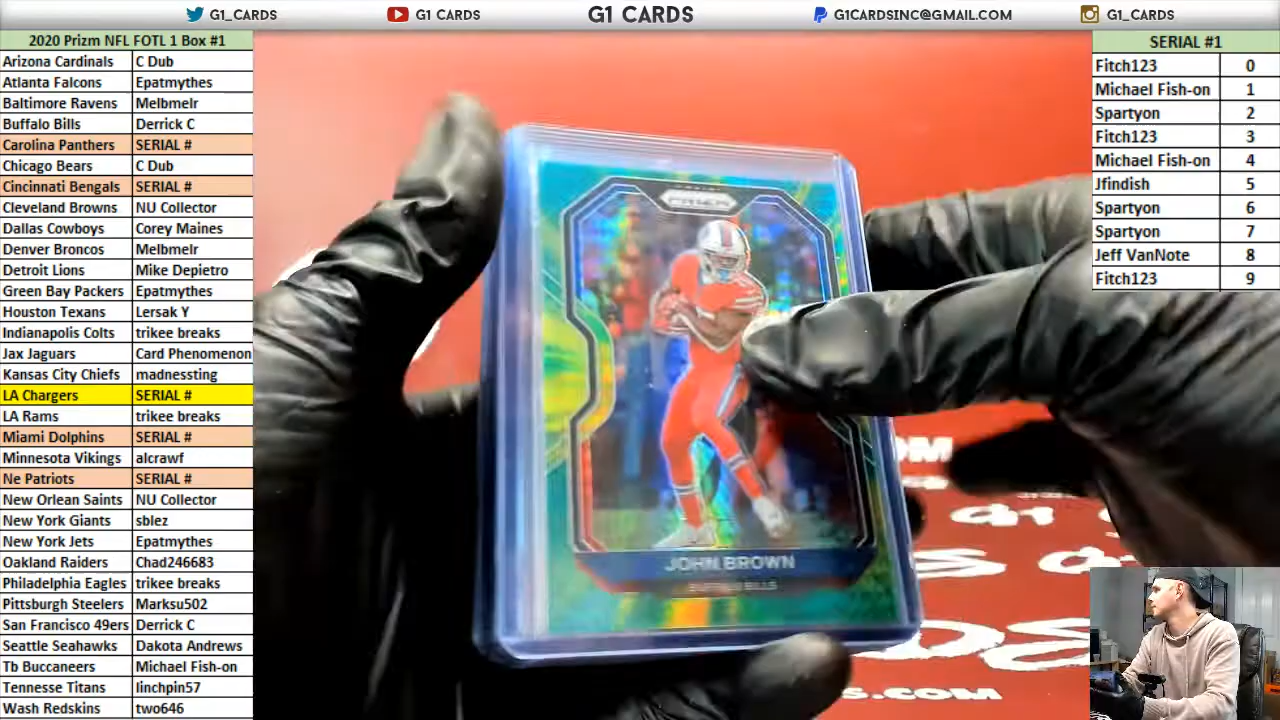 G1_CARDS
G1 CARDS
G1 CARDS
G1CARDSINC@GMAIL.COM
G1_CARDS
2020 Prizm NFL FOTL 1 Box #1
Arizona Cardinals C Dub
Atlanta Falcons Epatmythes
Baltimore Ravens Melbmelr
Buffalo Bills Derrick C
Carolina Panthers SERIAL #
Chicago Bears C Dub
Cincinnati Bengals SERIAL #
Cleveland Browns NU Collector
Dallas Cowboys Corey Maines
Denver Broncos Melbmelr
Detroit Lions Mike Depietro
Green Bay Packers Epatmythes
Houston Texans Lersak Y
Indianapolis Colts trikee breaks
Jax Jaguars Card Phenomenon
Kansas City Chiefs madnessting
LA Chargers SERIAL #
LA Rams trikee breaks
Miami Dolphins SERIAL #
Minnesota Vikings alcrawf
Ne Patriots SERIAL #
New Orlean Saints NU Collector
New York Giants sblez
New York Jets Epatmythes
Oakland Raiders Chad246683
Philadelphia Eagles trikee breaks
Pittsburgh Steelers Marksu502
San Francisco 49ers Derrick C
Seattle Seahawks Dakota Andrews
Tb Buccaneers Michael Fish-on
Tennesse Titans linchpin57
Wash Redskins two646
SERIAL #1
Fitch123 0
Michael Fish-on 1
Spartyon 2
Fitch123 3
Michael Fish-on 4
Jfindish 5
Spartyon 6
Spartyon 7
Jeff VanNote 8
Fitch123 9
PRIZM
JOHN BROWN
BUFFALO BILLS
.COM
S.COM